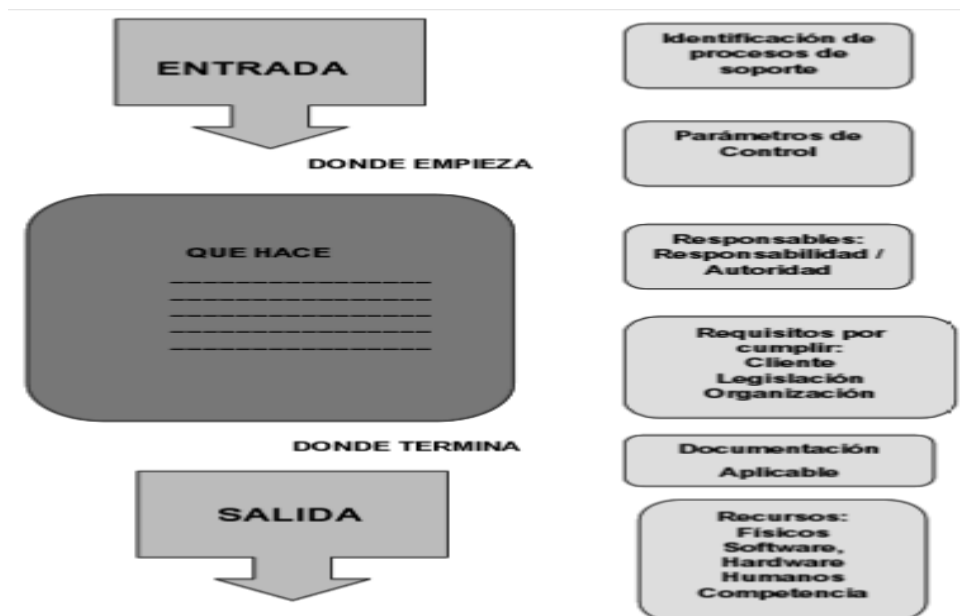 ENTRADA
DONDE EMPIEZA
QUE HACE
DONDE TERMINA
SALIDA
Identificación de
procesos de
soporte
Parámetros de
Control
Responsables:
Responsabilidad /
Autoridad
Requisitos por
cumplir:
Cliente
Legislación
Organización
Documentación
Aplicable
Recursos:
Físicos
Software,
Hardware
Humanos
Competencia